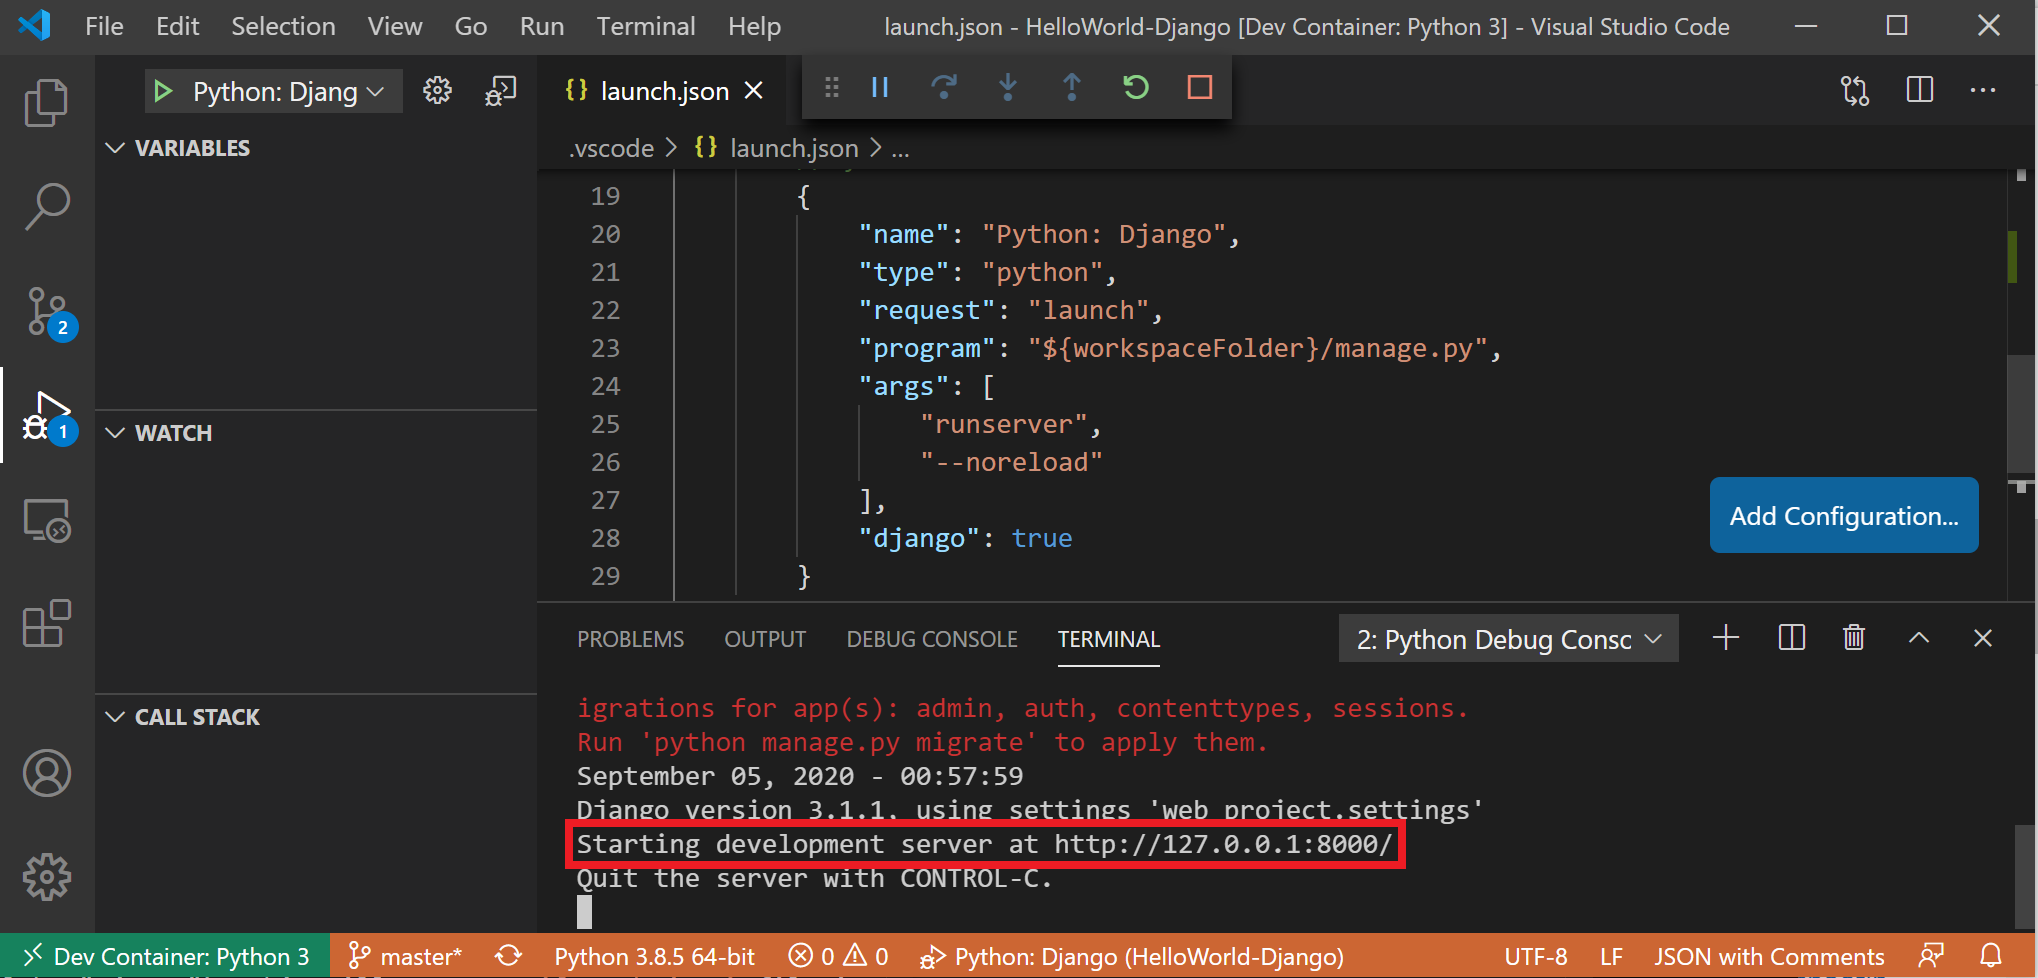 File Edit Selection View Go Run Terminal Help launch.json - HelloWorld-Django [Dev Container: Python 3] - Visual Studio Code
Python: Djang
{} launch.json
VARIABLES
.vscode > {} launch.json > ...
19 {
20 "name": "Python: Django",
21 "type": "python",
22 "request": "launch",
23 "program": "${workspaceFolder}/manage.py",
24 "args": [
25 "runserver",
26 "--noreload"
27 ],
28 "django": true
29 }
2
1
WATCH
CALL STACK
Add Configuration...
PROBLEMS OUTPUT DEBUG CONSOLE TERMINAL 2: Python Debug Consc
igrations for app(s): admin, auth, contenttypes, sessions.
Run 'python manage.py migrate' to apply them.
September 05, 2020 - 00:57:59
Django version 3.1.1, using settings 'web_project.settings'
Starting development server at http://127.0.0.1:8000/
Quit the server with CONTROL-C.
Dev Container: Python 3 master* Python 3.8.5 64-bit 0 0 Python: Django (HelloWorld-Django) UTF-8 LF JSON with Comments